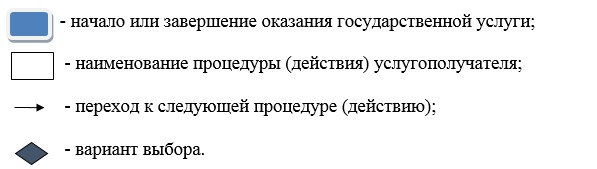 - начало или завершение оказания государственной услуги;
- наименование процедуры (действия) услугополучателя;
- переход к следующей процедуре (действию);
- вариант выбора.